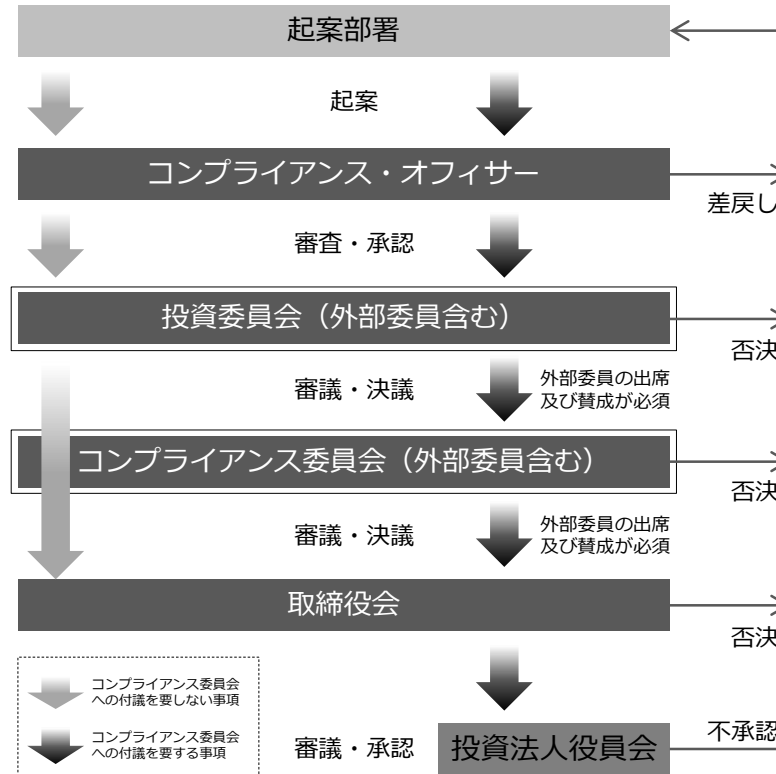 起案部署
起案
コンプライアンス・オフィサー
差戻し
審査・承認
投資委員会（外部委員含む）
否決
審議・決議
外部委員の出席
及び賛成が必須
コンプライアンス委員会（外部委員含む）
否決
審議・決議
外部委員の出席
及び賛成が必須
取締役会
否決
コンプライアンス委員会
への付議を要しない事項
コンプライアンス委員会
への付議を要する事項
審議・承認
投資法人役員会
不承認